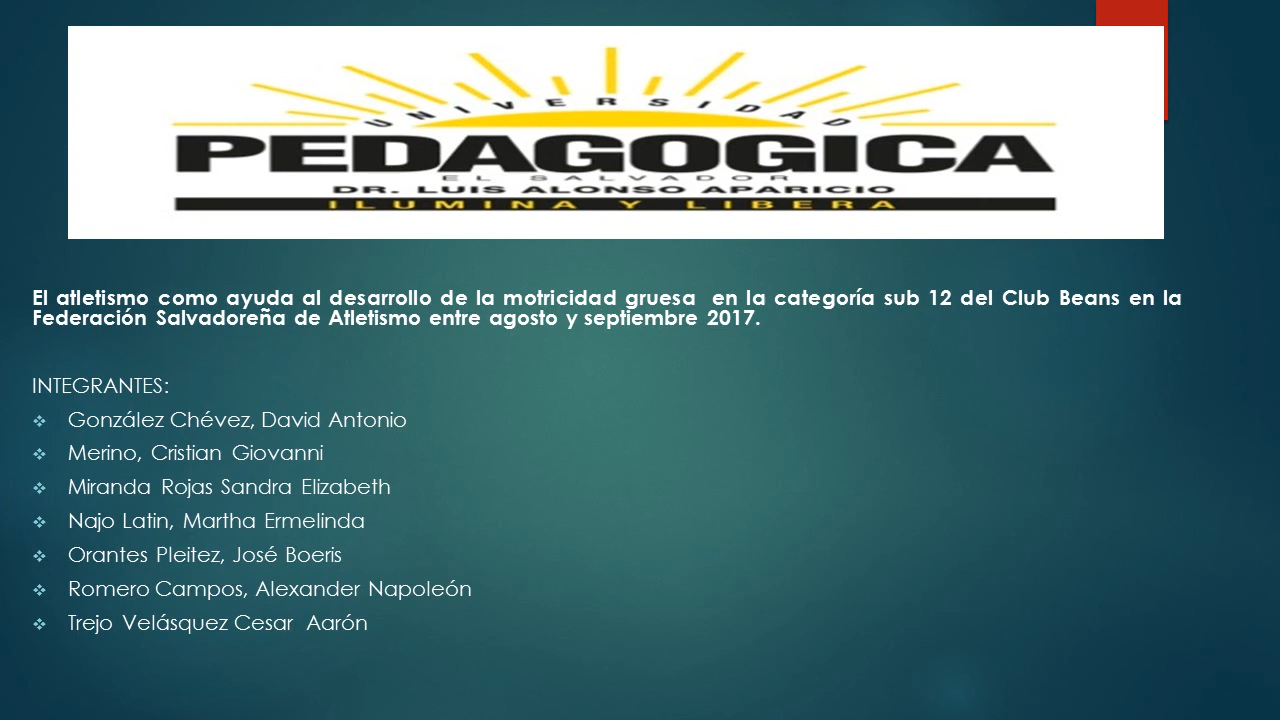 UNIVERSIDAD
PEDAGOGICA
EL SALVADOR
DR. LUIS ALONSO APARICIO
ILUMINA Y LIBERA
El atletismo como ayuda al desarrollo de la motricidad gruesa en la categoría sub 12 del Club Beans en la
Federación Salvadoreña de Atletismo entre agosto y septiembre 2017.
INTEGRANTES:
❖ González Chévez, David Antonio
❖ Merino, Cristian Giovanni
❖ Miranda Rojas Sandra Elizabeth
❖ Najo Latin, Martha Ermelinda
❖ Orantes Pleitez, José Boeris
❖ Romero Campos, Alexander Napoleón
❖ Trejo Velásquez Cesar Aarón